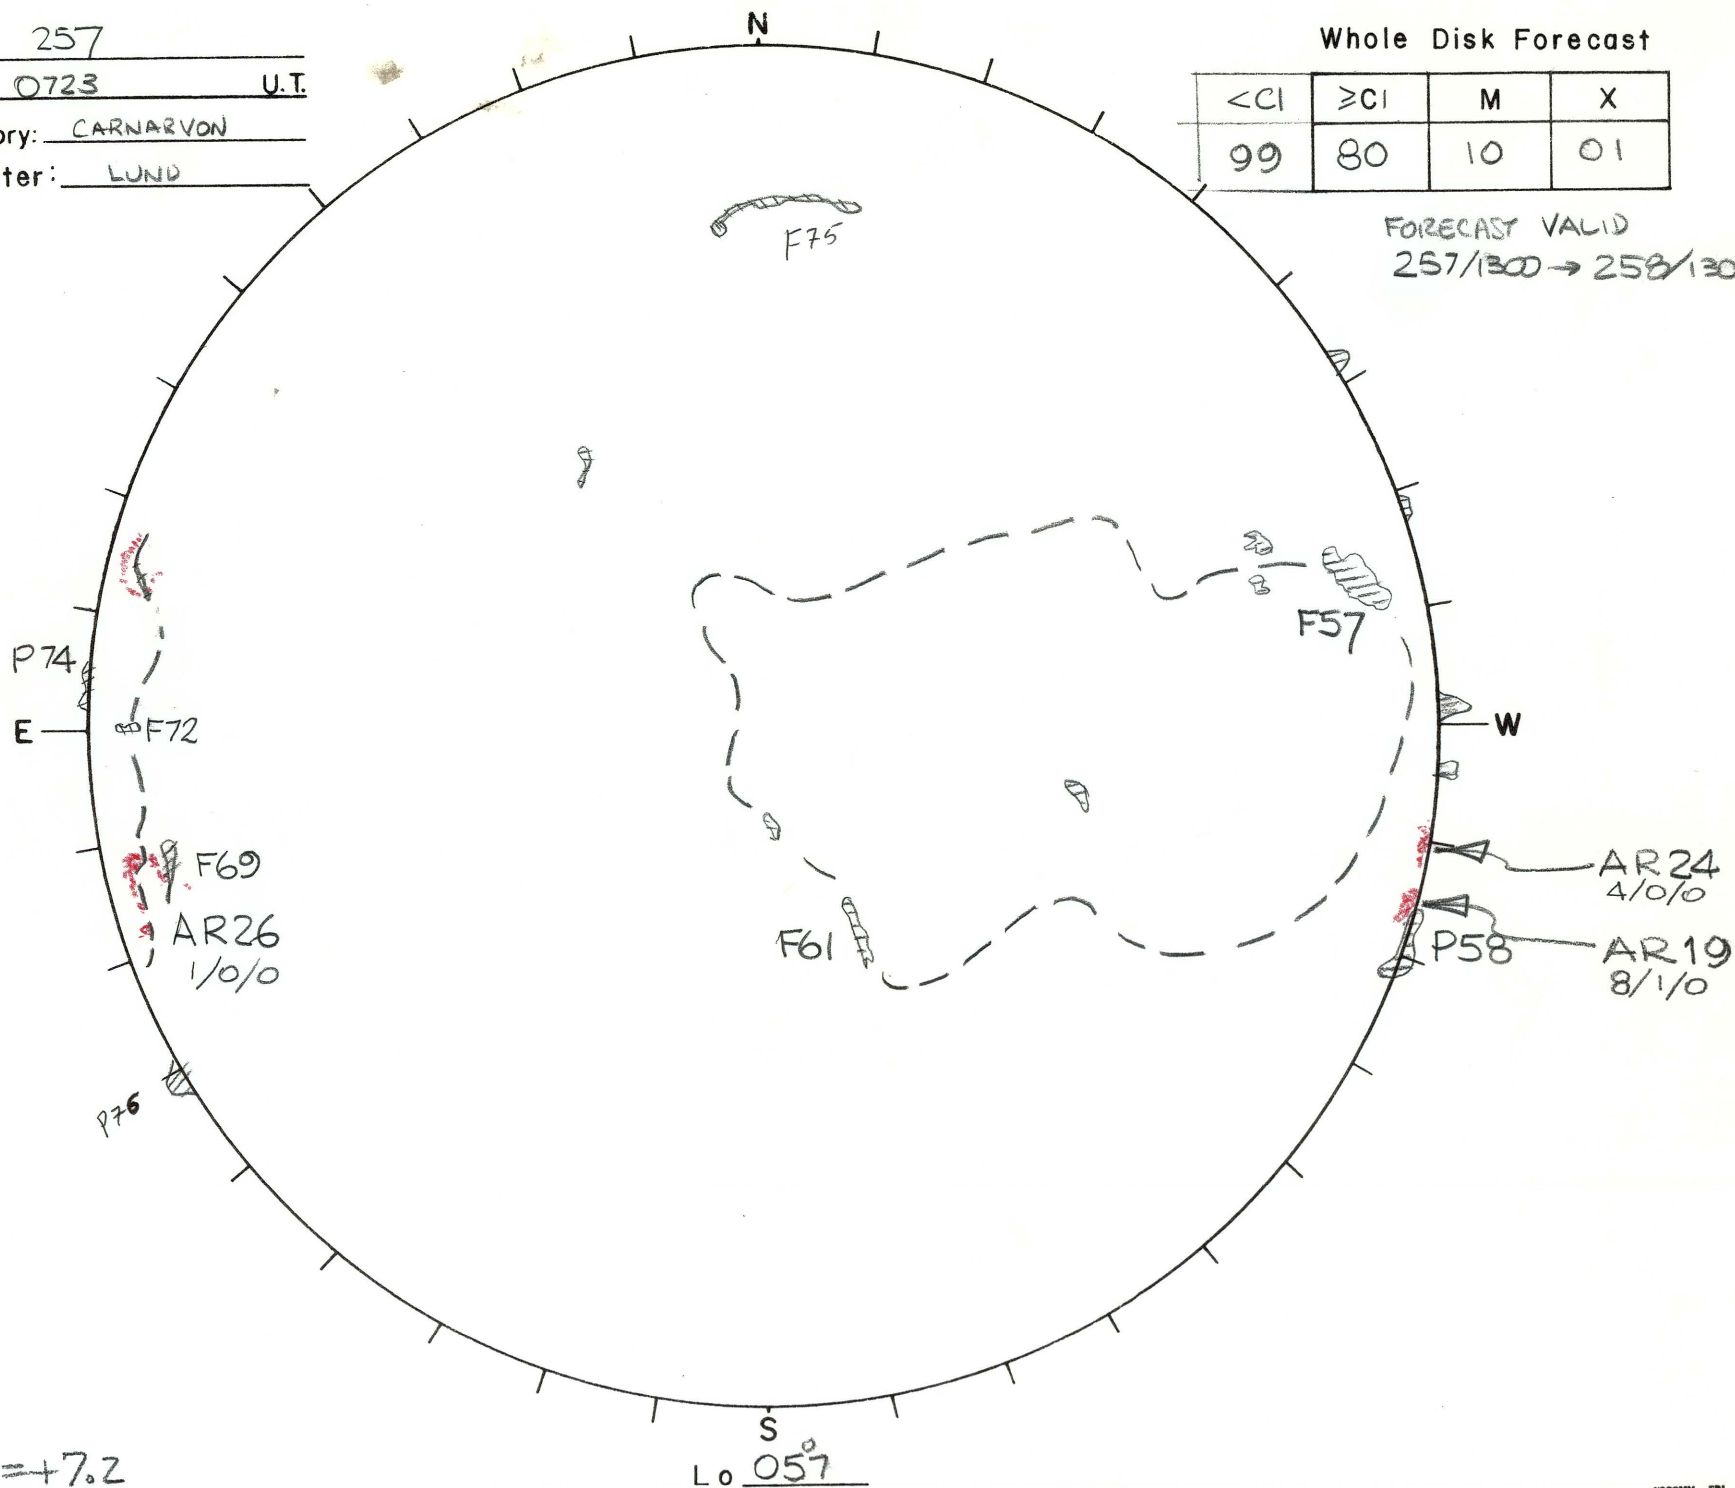 257
0723 U.T.
ory: CARNARVON
ter: LUND
N
Whole Disk Forecast
<C1 ≥C1 M X
99 80 10 01
FORECAST VALID
257/1300→258/130
F75
F57
P74
E
F72
W
F69
AR24
4/0/0
AR26
1/0/0
F61
P58
AR19
8/1/0
P76
S
=+7.2
Lo 057°